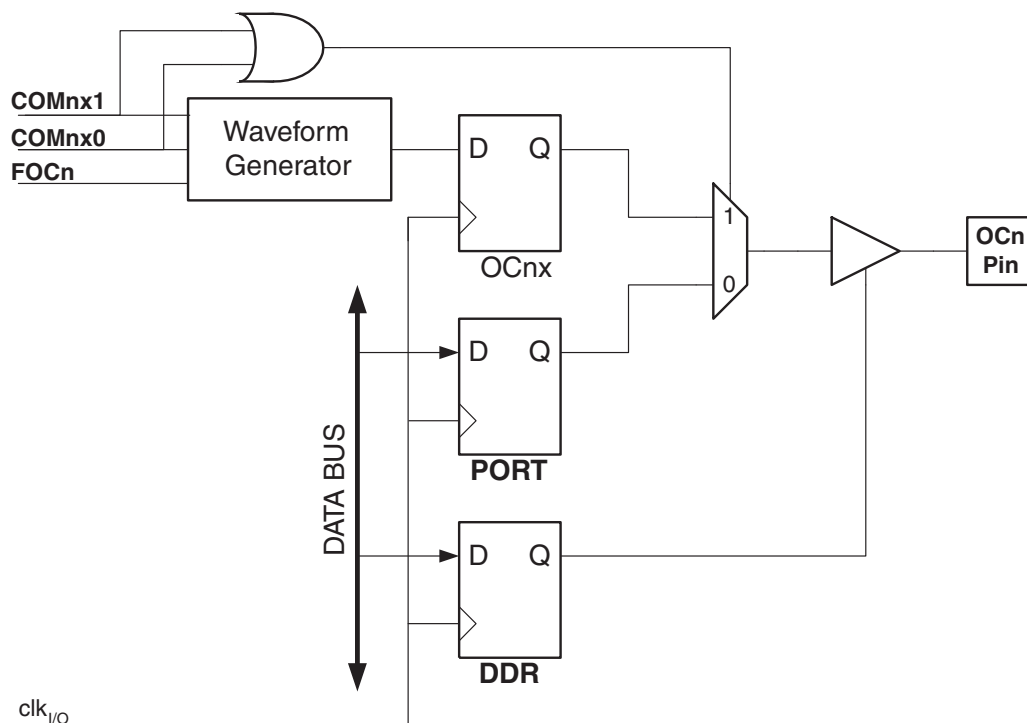 COMnx1
COMnx0
FOCn
Waveform
Generator
D Q
OCnx
1
0
OCn
Pin
D Q
PORT
DATA BUS
D Q
DDR
clkI/O